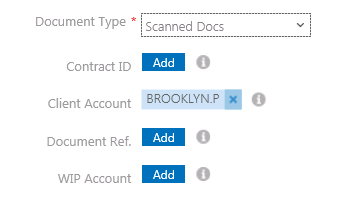 Document Type * Scanned Docs
Contract ID Add
Client Account BROOKLYN.P ×
Document Ref. Add
WIP Account Add